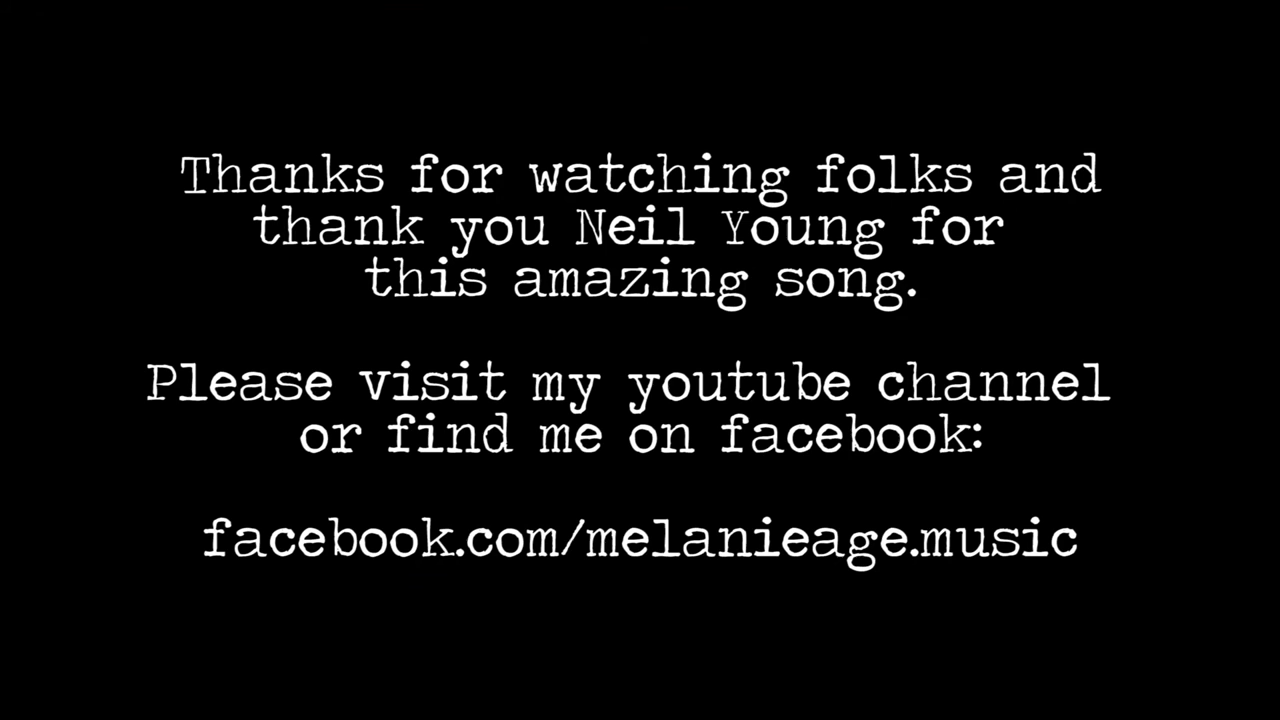 Thanks for watching folks and
thank you Neil Young for
this amazing song.
Please visit my youtube channel
or find me on facebook:
facebook.com/melanieage.music